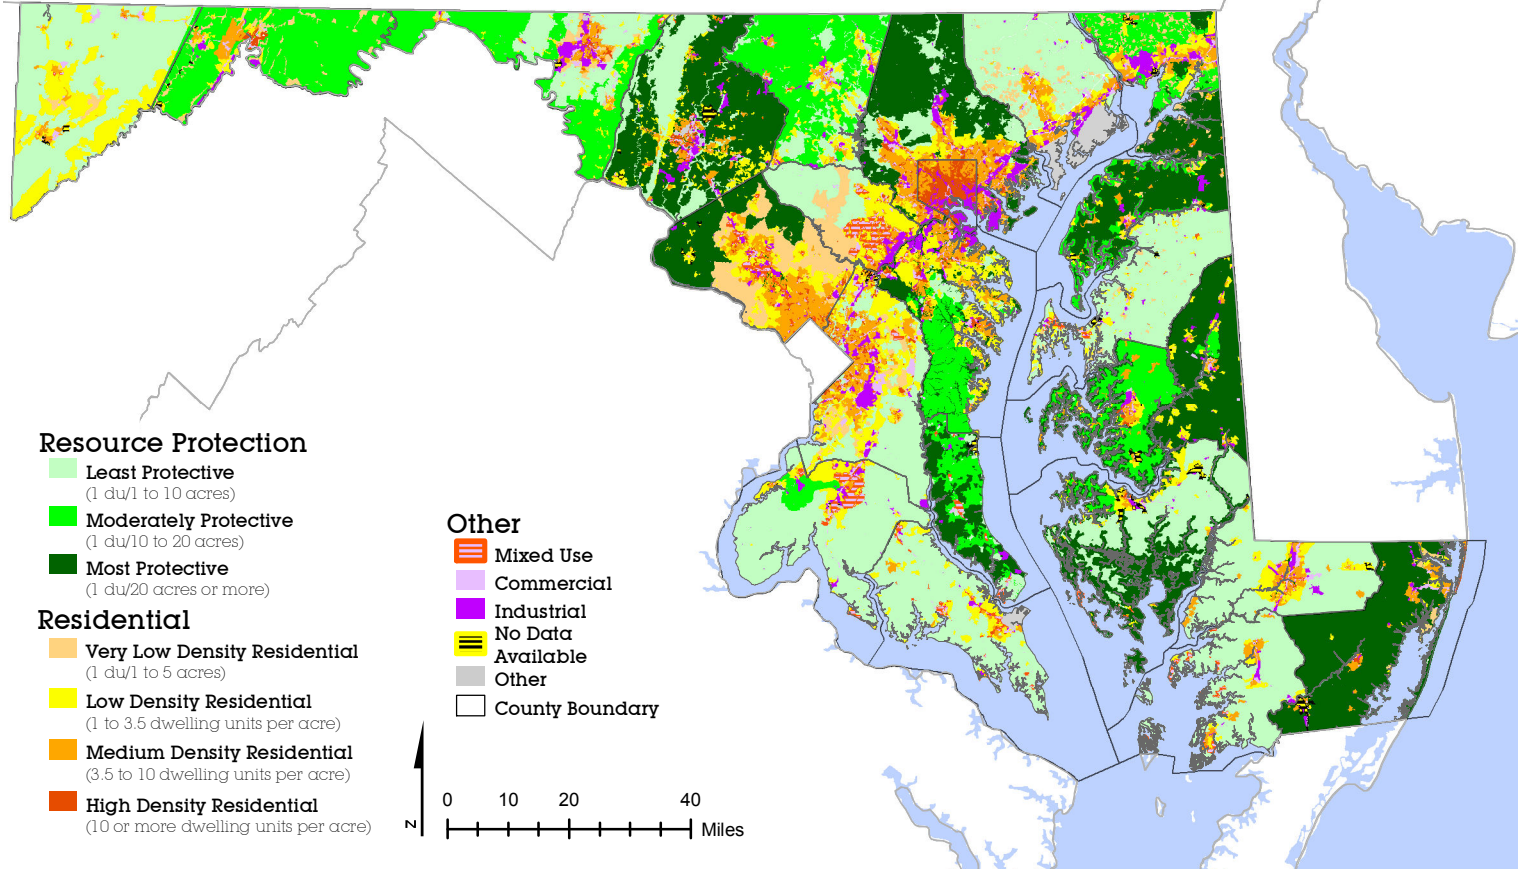 Resource Protection
Least Protective
(1 du/1 to 10 acres)
Moderately Protective
(1 du/10 to 20 acres)
Most Protective
(1 du/20 acres or more)
Residential
Very Low Density Residential
(1 du/1 to 5 acres)
Low Density Residential
(1 to 3.5 dwelling units per acre)
Medium Density Residential
(3.5 to 10 dwelling units per acre)
High Density Residential
(10 or more dwelling units per acre)
Other
Mixed Use
Commercial
Industrial
No Data
Available
Other
County Boundary
N
0 10 20 40
Miles